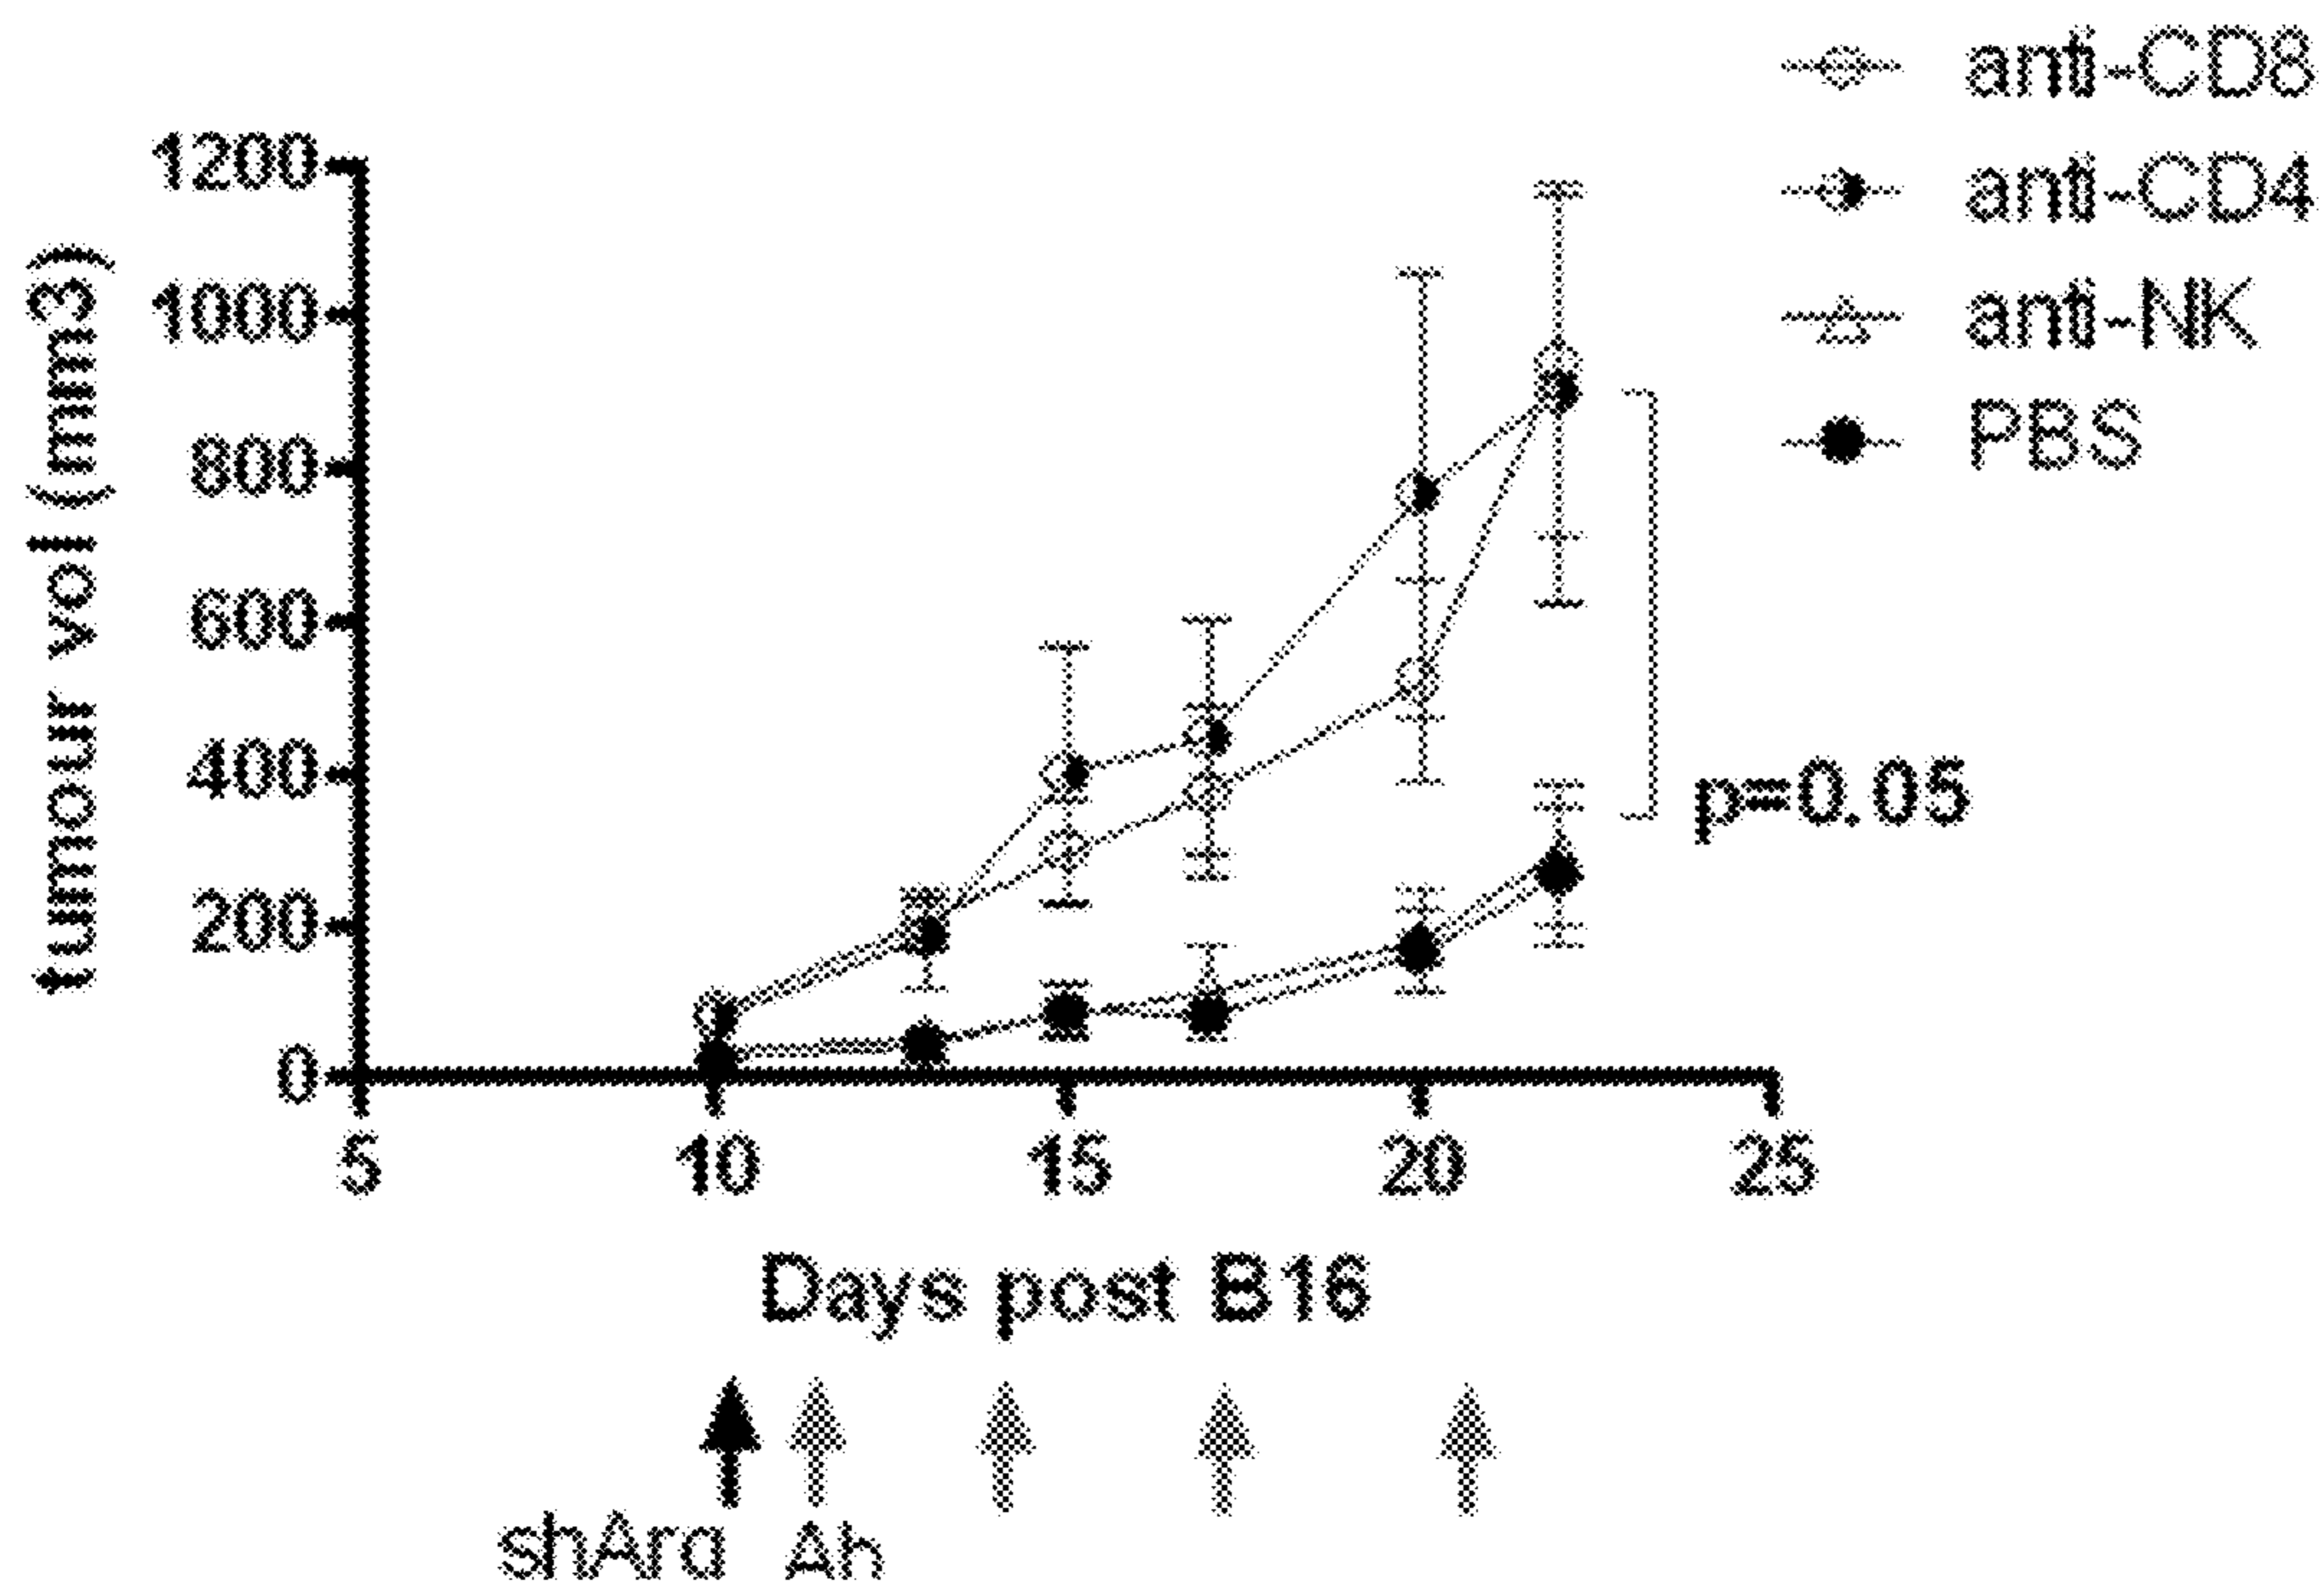 anti-CD8
anti-CD4
anti-NK
PBS
tumour vol (mm3)
1200
1000
800
600
400
200
0
p=0.05
5 10 15 20 25
Days post B16
shArg Ab